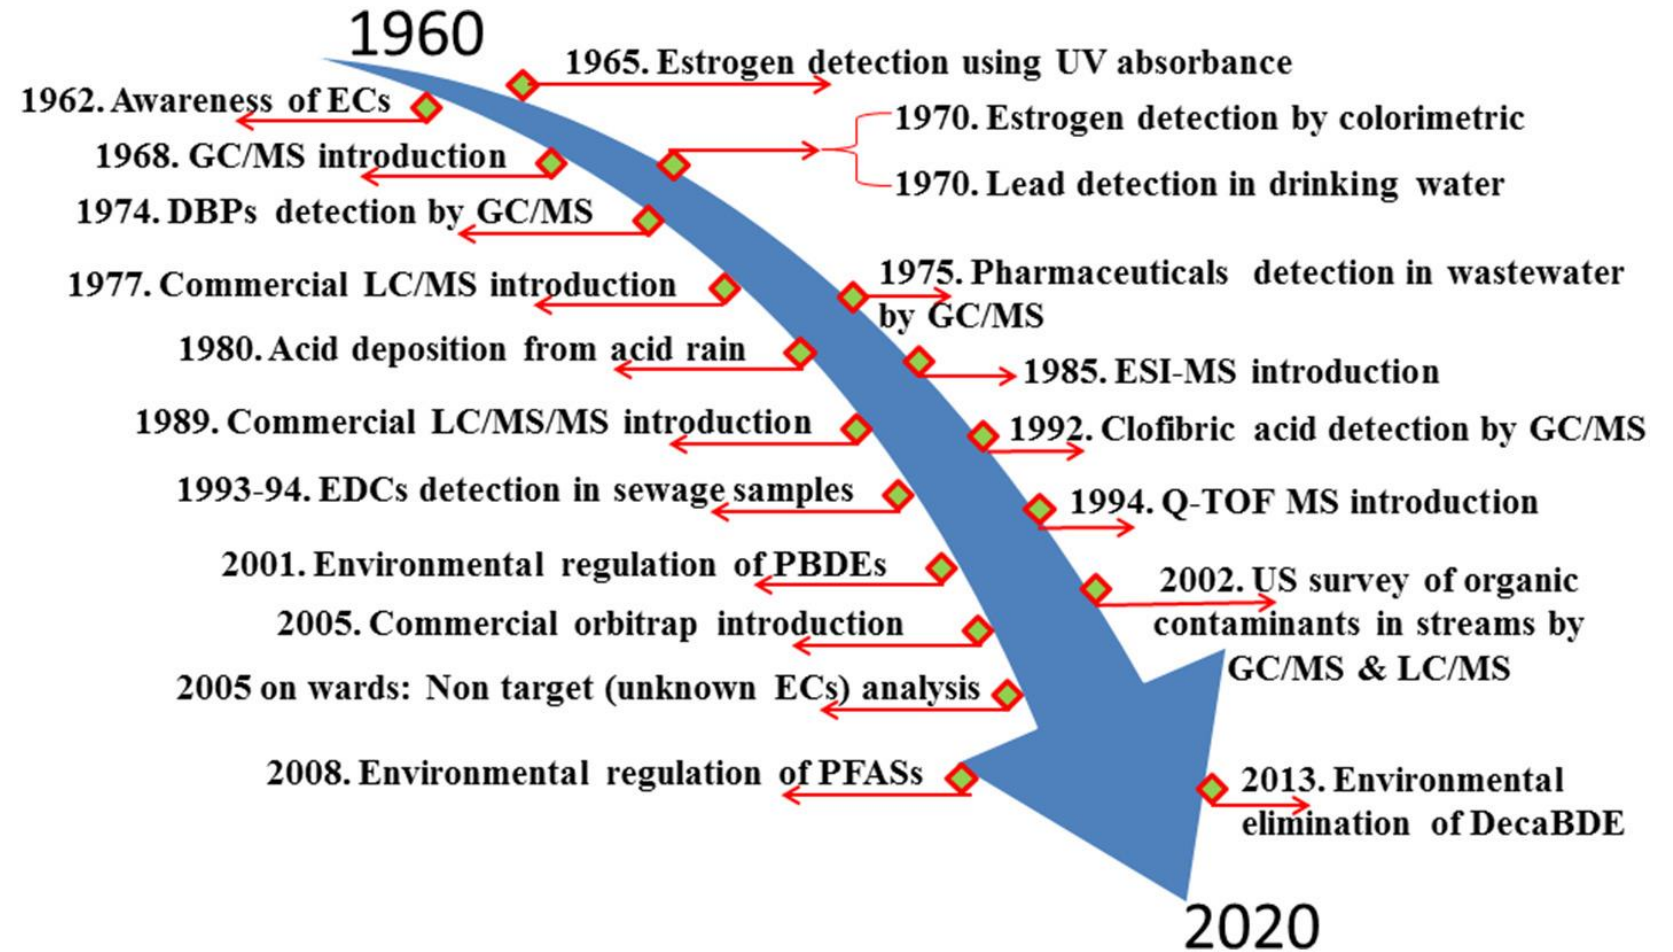 1960
1965. Estrogen detection using UV absorbance
1962. Awareness of ECs
1970. Estrogen detection by colorimetric
1968. GC/MS introduction
1970. Lead detection in drinking water
1974. DBPs detection by GC/MS
1975. Pharmaceuticals detection in wastewater
by GC/MS
1977. Commercial LC/MS introduction
1980. Acid deposition from acid rain
1985. ESI-MS introduction
1989. Commercial LC/MS/MS introduction
1992. Clofibric acid detection by GC/MS
1993-94. EDCs detection in sewage samples
1994. Q-TOF MS introduction
2001. Environmental regulation of PBDEs
2002. US survey of organic
contaminants in streams by
GC/MS & LC/MS
2005. Commercial orbitrap introduction
2005 on wards: Non target (unknown ECs) analysis
2008. Environmental regulation of PFASs
2013. Environmental
elimination of DecaBDE
2020